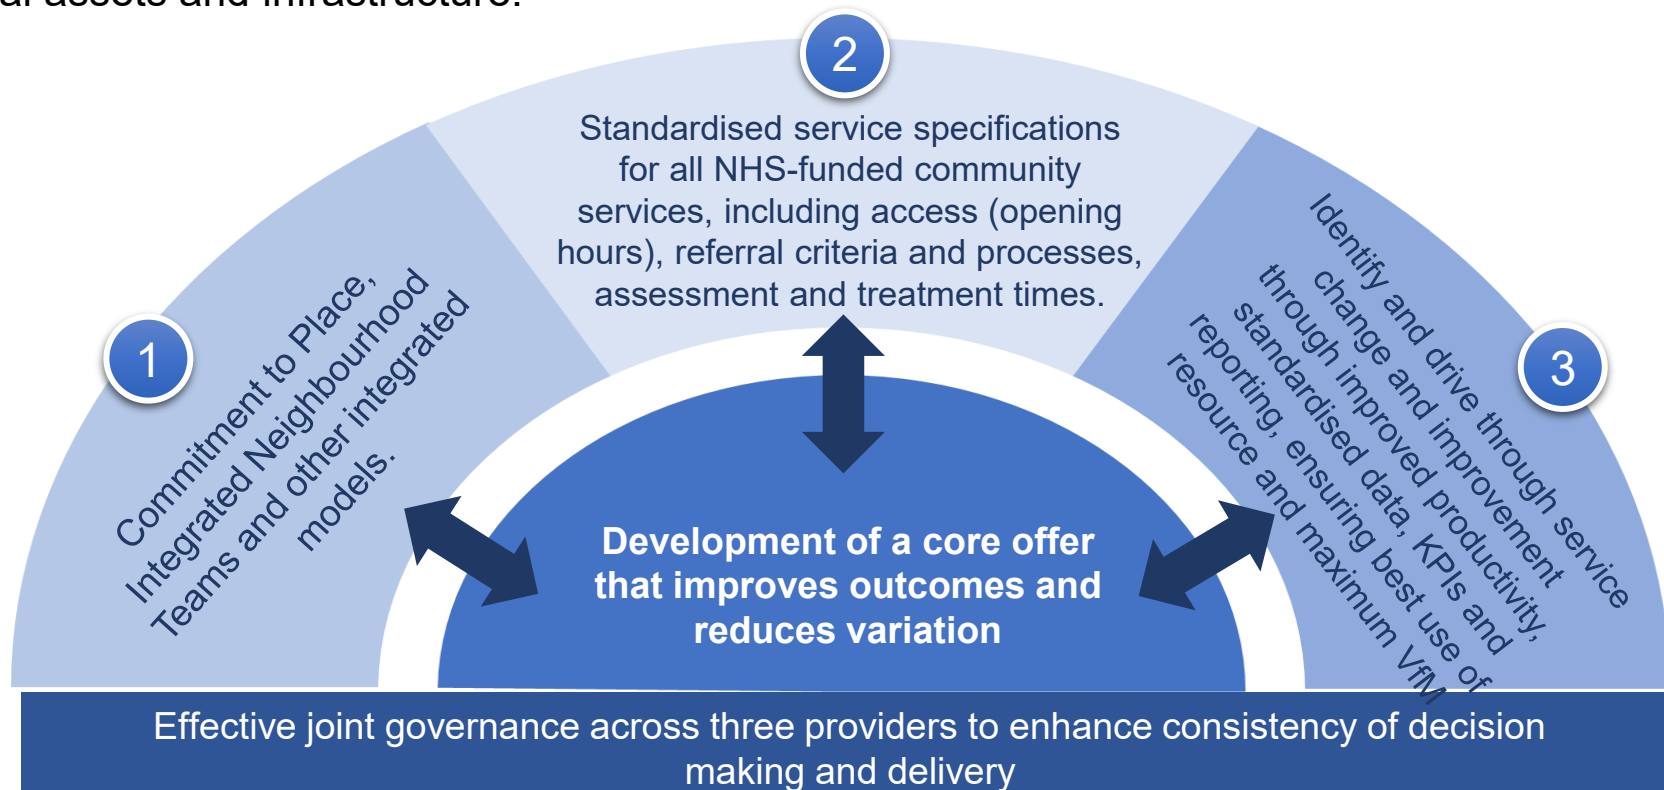 al assets and infrastructure.
2
Standardised service specifications
for all NHS-funded community
services, including access (opening
hours), referral criteria and processes,
assessment and treatment times.
1
Commitment to Place,
Integrated Neighbourhood
Teams and other integrated
models.
3
Identify and drive through service
change and improvement
through improved productivity,
standardised data, KPIs and
reporting, ensuring best use of
resource and maximum VfM
Development of a core offer
that improves outcomes and
reduces variation
Effective joint governance across three providers to enhance consistency of decision
making and delivery